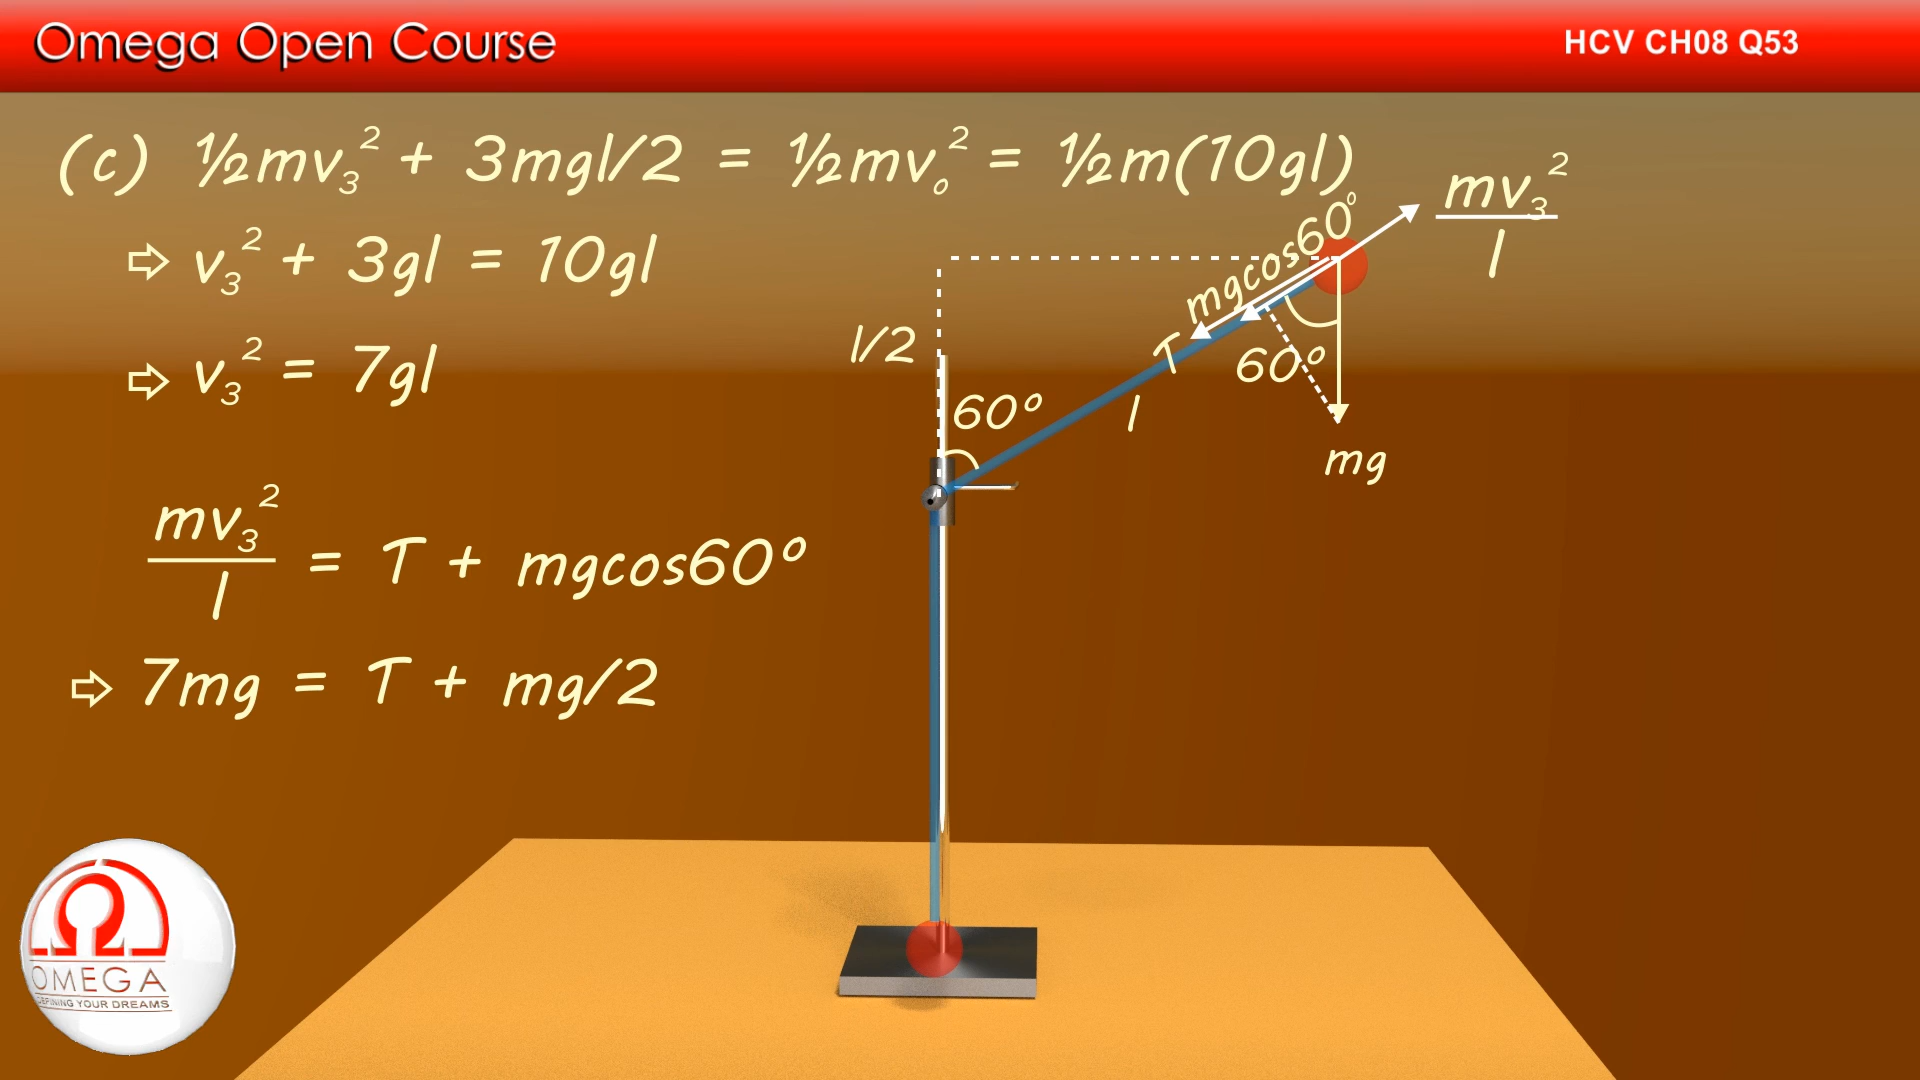 Omega Open Course
HCV CH08 Q53
(c) ½mv₃² + 3mgl/2 = ½mv₀² = ½m(10gl)
⇨ v₃² + 3gl = 10gl
⇨ v₃² = 7gl
mv₃²/l = T + mgcos60°
⇨ 7mg = T + mg/2
mv₃²/l
mgcos60°
l/2
T
60°
60°
l
mg
OMEGA
DEFINING YOUR DREAMS